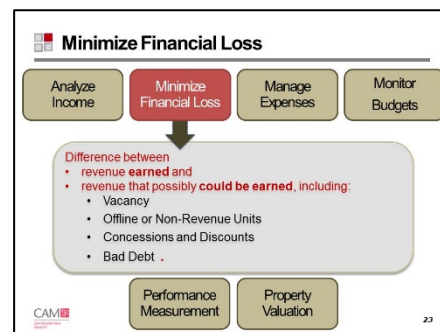 Minimize Financial Loss
Analyze
Income
Minimize
Financial Loss
Manage
Expenses
Monitor
Budgets
Difference between
• revenue earned and
• revenue that possibly could be earned, including:
• Vacancy
• Offline or Non-Revenue Units
• Concessions and Discounts
• Bad Debt .
Performance
Measurement
Property
Valuation
CAM
23